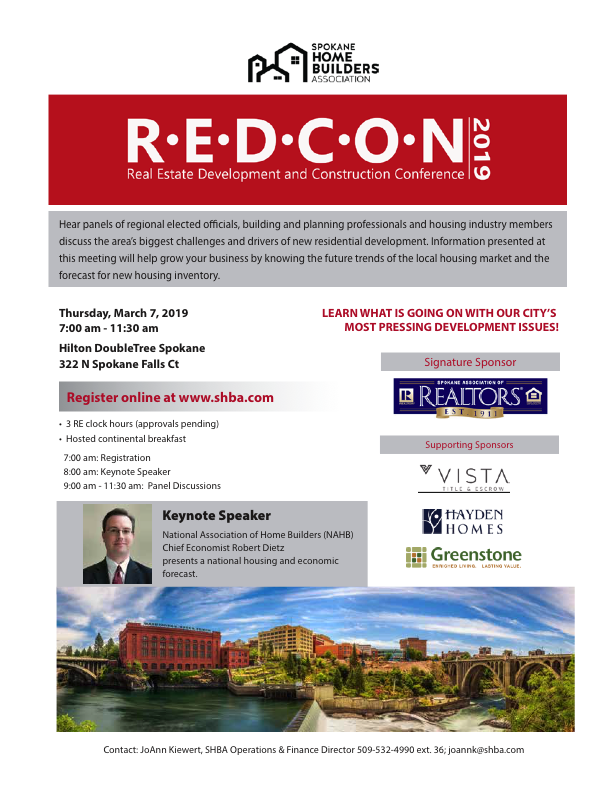 SPOKANE
HOME
BUILDERS
ASSOCIATION
R•E•D•C•O•N 2019
Real Estate Development and Construction Conference
Hear panels of regional elected officials, building and planning professionals and housing industry members
discuss the area's biggest challenges and drivers of new residential development. Information presented at
this meeting will help grow your business by knowing the future trends of the local housing market and the
forecast for new housing inventory.
Thursday, March 7, 2019
7:00 am - 11:30 am
Hilton DoubleTree Spokane
322 N Spokane Falls Ct
LEARN WHAT IS GOING ON WITH OUR CITY'S
MOST PRESSING DEVELOPMENT ISSUES!
Register online at www.shba.com
• 3 RE clock hours (approvals pending)
• Hosted continental breakfast
7:00 am: Registration
8:00 am: Keynote Speaker
9:00 am - 11:30 am: Panel Discussions
Signature Sponsor
SPOKANE ASSOCIATION OF
REALTORS
EST 1911
Supporting Sponsors
VISTA
TITLE & ESCROW
HAYDEN
HOMES
Greenstone
ENRICHED LIVING. LASTING VALUE.
Keynote Speaker
National Association of Home Builders (NAHB)
Chief Economist Robert Dietz
presents a national housing and economic
forecast.
Contact: JoAnn Kiewert, SHBA Operations & Finance Director 509-532-4990 ext. 36; joannk@shba.com